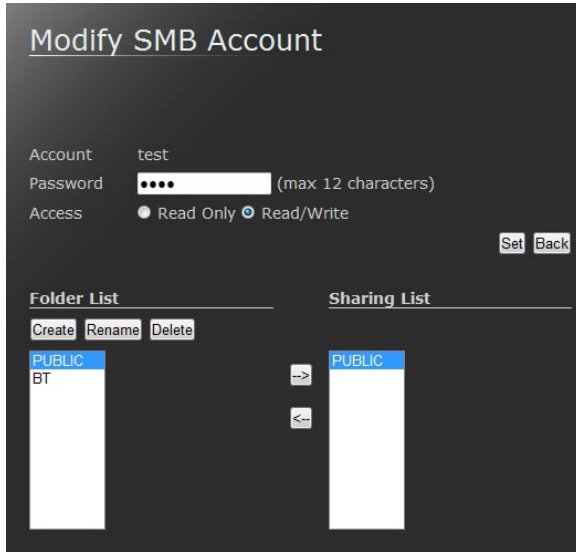 Modify SMB Account
Account test
Password •••• (max 12 characters)
Access Read Only Read/Write
Set Back
Folder List Sharing List
Create Rename Delete
PUBLIC PUBLIC
BT -->
<--